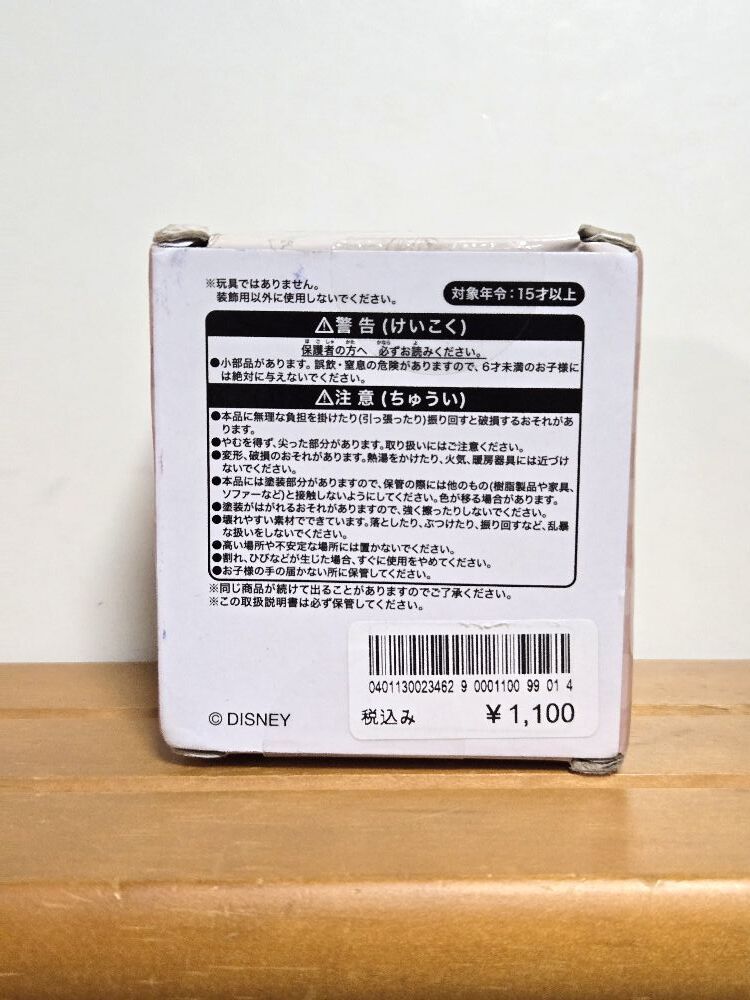 ※玩具ではありません。
装飾用以外に使用しないでください。
対象年令：15才以上
⚠警告(けいこく)
ほごしゃ かた かなら よ
保護者の方へ 必ずお読みください。
●小部品があります。誤飲・窒息の危険がありますので、6才未満のお子様に
は絶対に与えないでください。
⚠注意(ちゅうい)
●本品に無理な負担を掛けたり(引っ張ったり)振り回すと破損するおそれがあ
ります。
●やむを得ず、尖った部分があります。取り扱いにはご注意ください。
●変形、破損のおそれがあります。熱湯をかけたり、火気、暖房器具には近づけ
ないでください。
●本品には塗装部分がありますので、保管の際には他のもの(樹脂製品や家具、
ソファーなど)と接触しないようにしてください。色が移る場合があります。
●塗装がはがれるおそれがありますので、強く擦ったりしないでください。
●壊れやすい素材でできています。落としたり、ぶつけたり、振り回すなど、乱暴
な扱いをしないでください。
●高い場所や不安定な場所には置かないでください。
●割れ、ひびなどが生じた場合、すぐに使用をやめてください。
●お子様の手の届かない所に保管してください。
※同じ商品が続けて出ることがありますのでご了承ください。
※この取扱説明書は必ず保管してください。
0401130023462 9 0001100 99 01 4
税込み ¥1,100
© DISNEY